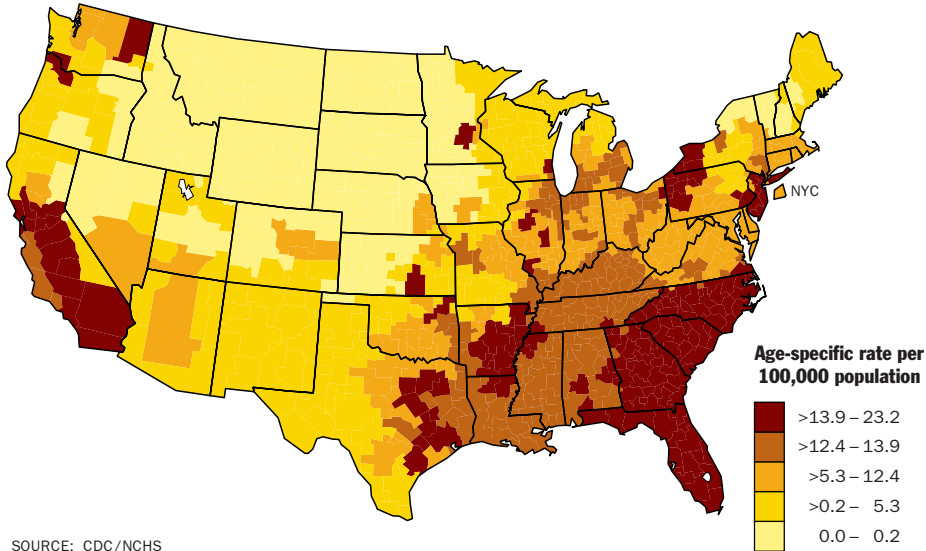 NYC
Age-specific rate per
100,000 population
>13.9 – 23.2
>12.4 – 13.9
>5.3 – 12.4
>0.2 – 5.3
0.0 – 0.2
SOURCE: CDC/NCHS